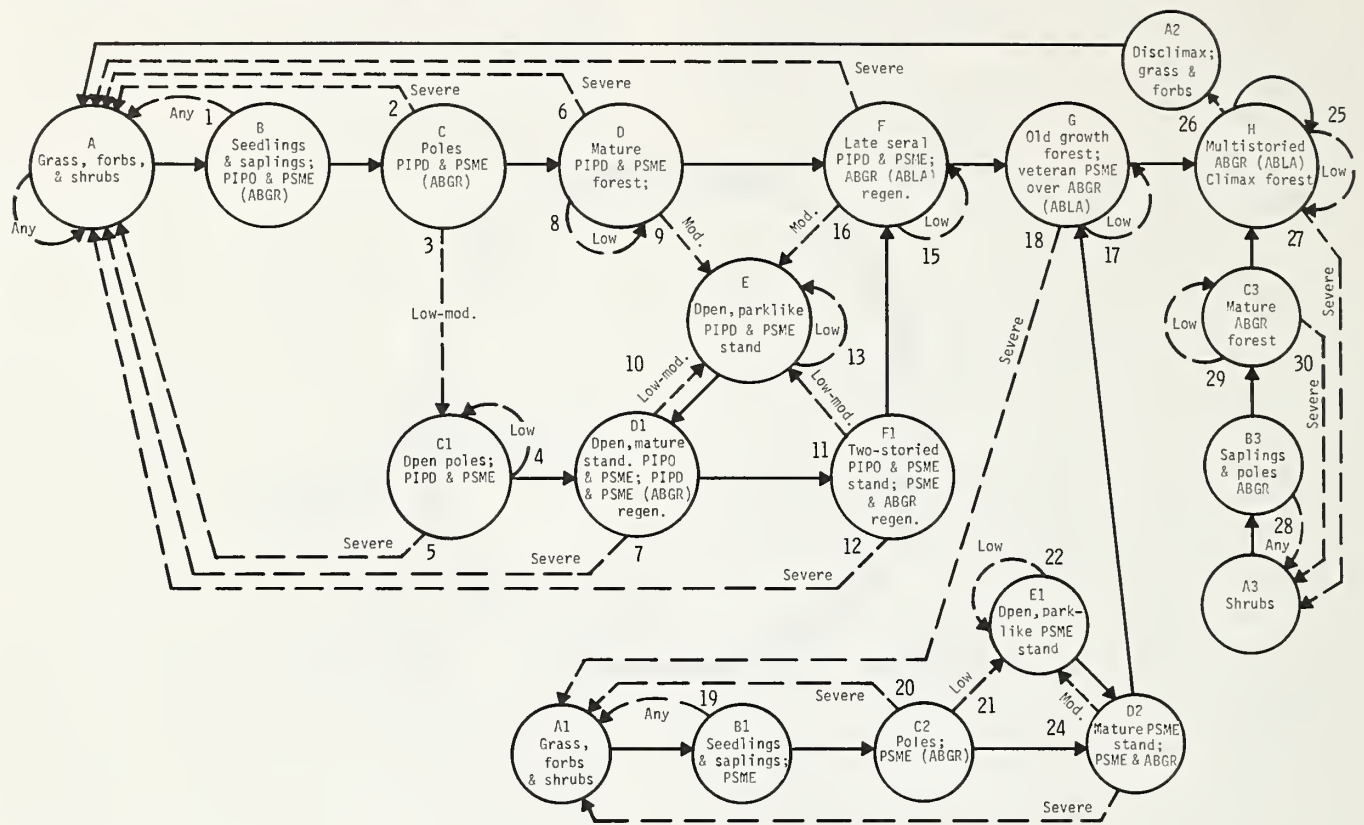 A2
Disclimax;
grass &
forbs
Severe
Severe
Severe
Any
1
2
6
26
25
A
Grass, forbs,
& shrubs
B
Seedlings
& saplings;
PIPO & PSME
(ABGR)
C
Poles
PIPD & PSME
(ABGR)
D
Mature
PIPD & PSME
forest;
F
Late seral
PIPD & PSME;
ABGR (ABLA)
regen.
G
Old growth
forest;
veteran PSME
over ABGR
(ABLA)
H
Multistoried
ABGR (ABLA)
Climax forest
Low
Any
3
8
Low
9
Mod.
Mod.
16
Low
15
18
Low
17
27
Severe
E
Dpen, parklike
PIPD & PSME
stand
Low
13
Low-mod.
10
Low-mod.
Low-mod.
11
Severe
C3
Mature
ABGR
forest
Low
29
30
Severe
C1
Dpen poles;
PIPD & PSME
Low
4
D1
Dpen, mature
stand. PIPO
& PSME; PIPD
& PSME (ABGR)
regen.
F1
Two-storied
PIPO & PSME
stand; PSME
& ABGR
regen.
B3
Saplings
& poles
ABGR
28
Any
Severe
5
Severe
7
Severe
12
A3
Shrubs
Low
22
E1
Dpen, park-
like PSME
stand
Severe
20
Low
21
Mod.
24
Any
19
A1
Grass,
forbs
& shrubs
B1
Seedlings
& saplings;
PSME
C2
Poles;
PSME (ABGR)
D2
Mature PSME
stand;
PSME & ABGR
Severe